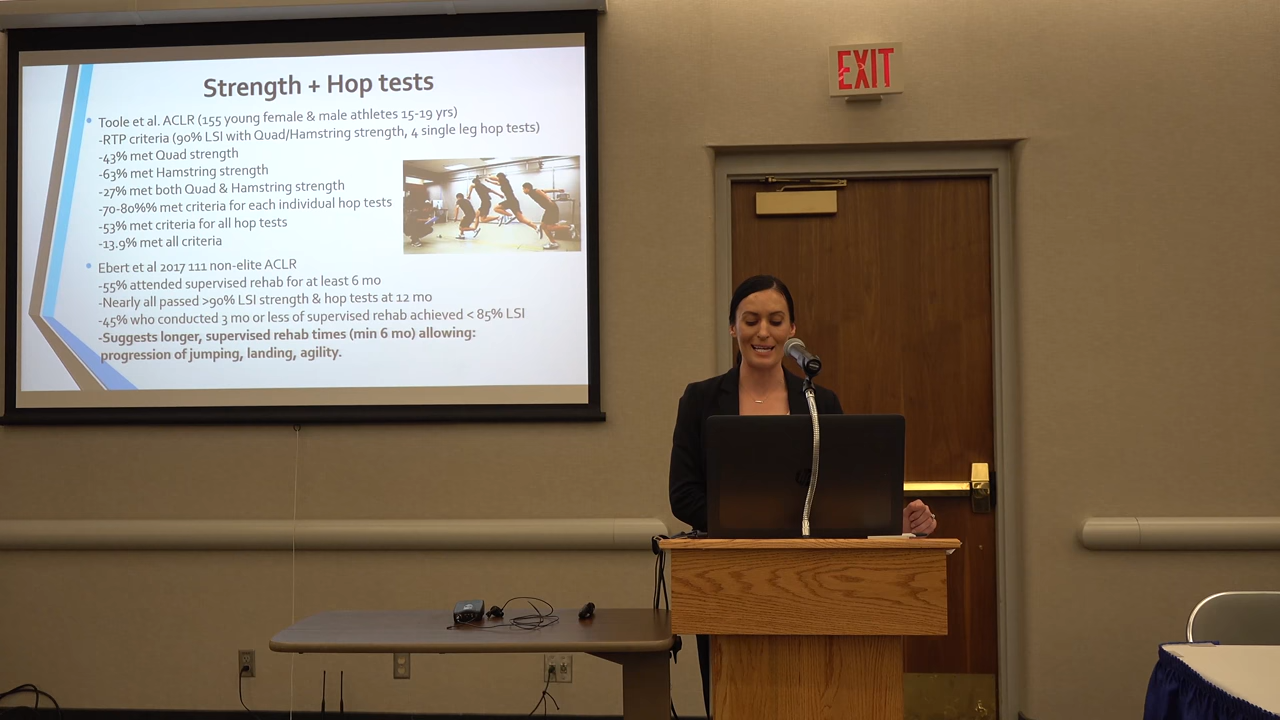 Strength + Hop tests
Toole et al. ACLR (155 young female & male athletes 15-19 yrs)
-RTP criteria (90% LSI with Quad/Hamstring strength, 4 single leg hop tests)
-43% met Quad strength
-63% met Hamstring strength
-27% met both Quad & Hamstring strength
-70-80%% met criteria for each individual hop tests
-53% met criteria for all hop tests
-13.9% met all criteria
Ebert et al 2017 111 non-elite ACLR
-55% attended supervised rehab for at least 6 mo
-Nearly all passed >90% LSI strength & hop tests at 12 mo
-45% who conducted 3 mo or less of supervised rehab achieved < 85% LSI
-Suggests longer, supervised rehab times (min 6 mo) allowing:
progression of jumping, landing, agility.
EXIT